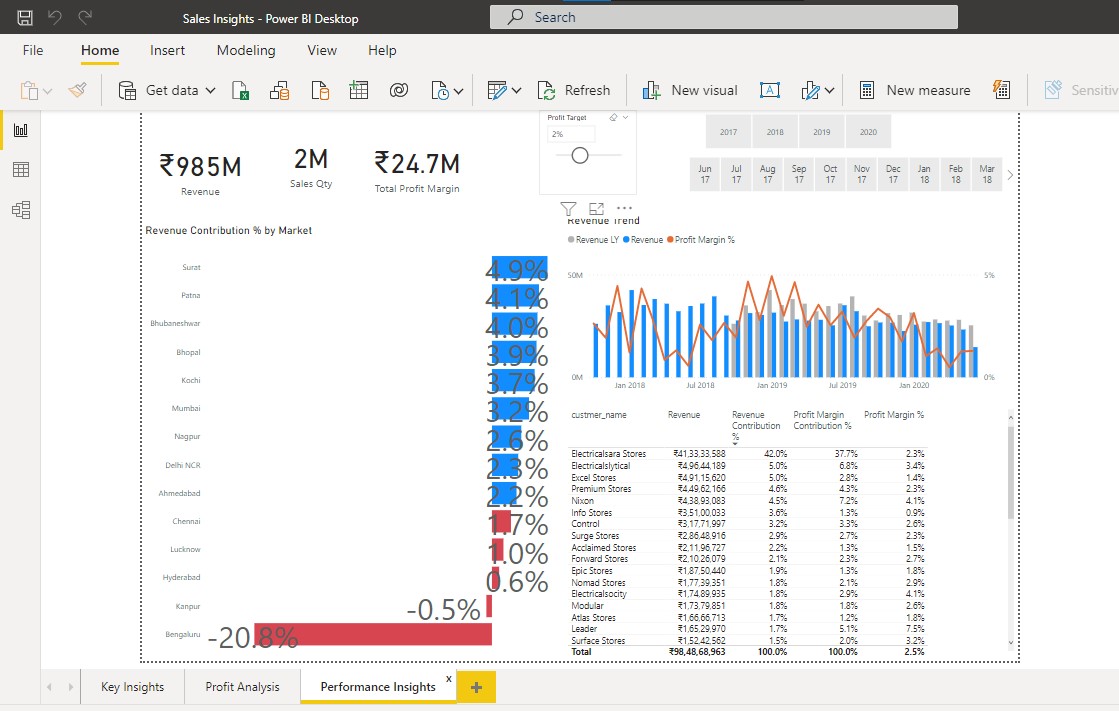 Sales Insights - Power BI Desktop
Search
File Home Insert Modeling View Help
Get data Refresh New visual A New measure Sensitiv
Profit Target
2%
2017 2018 2019 2020
₹985M
Revenue
2M
Sales Qty
₹24.7M
Total Profit Margin
Jun 17 Jul 17 Aug 17 Sep 17 Oct 17 Nov 17 Dec 17 Jan 18 Feb 18 Mar 18
Revenue Contribution % by Market
Surat 4.9%
Patna 4.1%
Bhubaneshwar 4.0%
Bhopal 3.9%
Kochi 3.7%
Mumbai 3.2%
Nagpur 2.6%
Delhi NCR 2.3%
Ahmedabad 2.2%
Chennai 1.7%
Lucknow 1.0%
Hyderabad 0.6%
Kanpur -0.5%
Bengaluru -20.8%
Revenue Trend
Revenue LY Revenue Profit Margin %
50M 5%
0M 0%
Jan 2018 Jul 2018 Jan 2019 Jul 2019 Jan 2020
custmer_name Revenue Revenue Contribution % Profit Margin Contribution % Profit Margin %
Electricalsara Stores ₹41,33,33,588 42.0% 37.7% 2.3%
Electricalslytical ₹4,96,44,189 5.0% 6.8% 3.4%
Excel Stores ₹4,91,15,620 5.0% 2.8% 1.4%
Premium Stores ₹4,49,62,166 4.6% 4.3% 2.3%
Nixon ₹4,38,93,083 4.5% 7.2% 4.1%
Info Stores ₹3,51,00,033 3.6% 1.3% 0.9%
Control ₹3,17,71,997 3.2% 3.3% 2.6%
Surge Stores ₹2,86,48,916 2.9% 2.7% 2.3%
Acclaimed Stores ₹2,11,96,727 2.2% 1.3% 1.5%
Forward Stores ₹2,10,26,079 2.1% 2.3% 2.7%
Epic Stores ₹1,87,50,440 1.9% 1.3% 1.8%
Nomad Stores ₹1,77,39,351 1.8% 2.1% 2.9%
Electricalsocity ₹1,74,89,935 1.8% 2.9% 4.1%
Modular ₹1,73,79,851 1.8% 1.8% 2.6%
Atlas Stores ₹1,66,66,713 1.7% 1.2% 1.8%
Leader ₹1,65,29,970 1.7% 5.1% 7.5%
Surface Stores ₹1,52,42,562 1.5% 2.0% 3.2%
Total ₹98,48,68,963 100.0% 100.0% 2.5%
Key Insights Profit Analysis Performance Insights x +